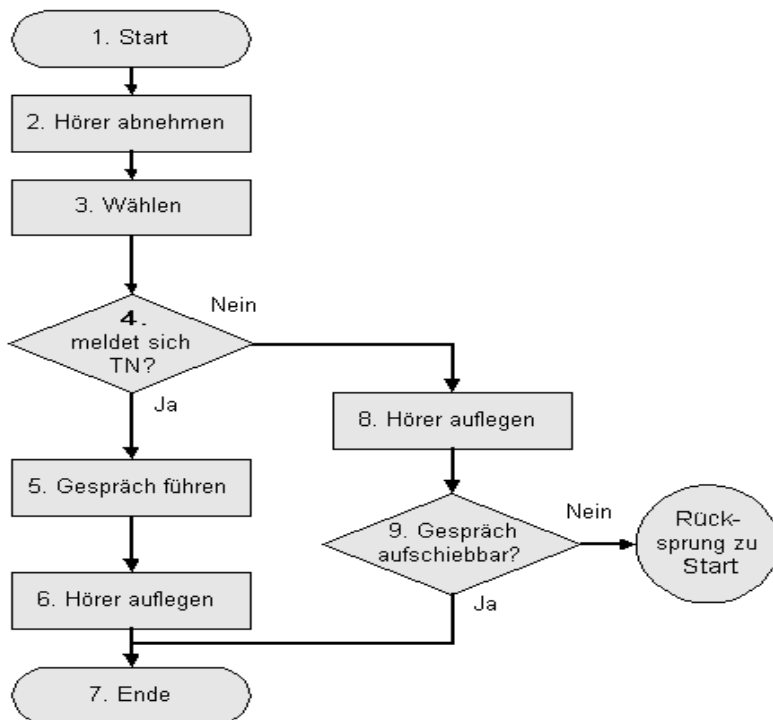 1. Start
2. Hörer abnehmen
3. Wählen
Nein
4.
meldet sich
TN?
Ja
8. Hörer auflegen
5. Gespräch führen
9. Gespräch
aufschiebbar?
Nein
Rück-
sprung zu
Start
6. Hörer auflegen
Ja
7. Ende